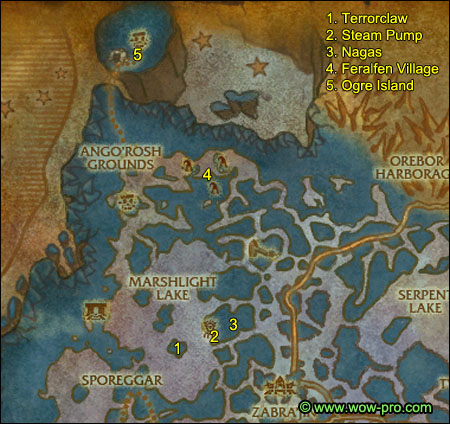 1. Terrorclaw
2. Steam Pump
3. Nagas
4. Feralfen Village
5. Ogre Island
5
ANGO'ROSH
GROUNDS
OREBOR
HARBORAG
4
MARSHLIGHT
LAKE
SERPENT
LAKE
3
2
1
SPOREGGAR
ZABRA
© www.wow-pro.com